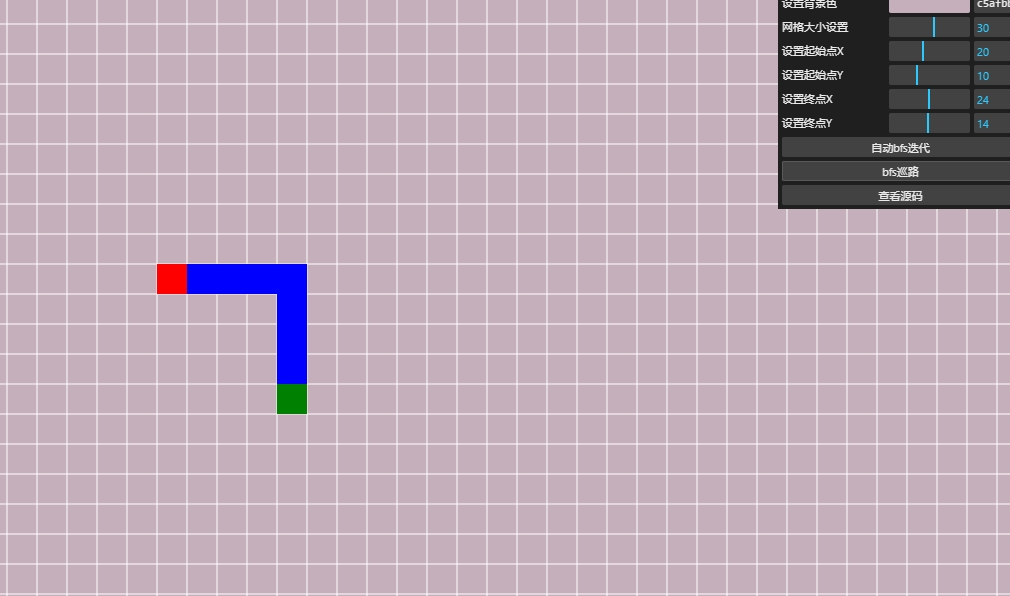 设置背景色
网格大小设置 30
设置起始点X 20
设置起始点Y 10
设置终点X 24
设置终点Y 14
自动bfs迭代
bfs巡路
查看源码